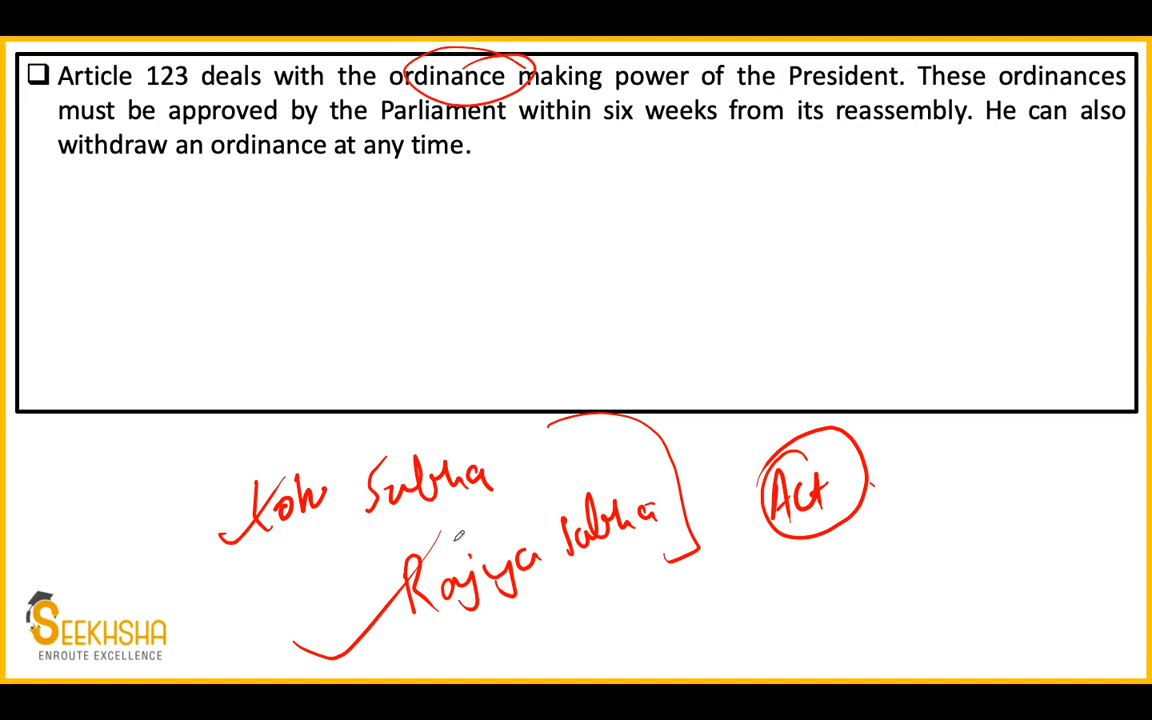 ❑ Article 123 deals with the ordinance making power of the President. These ordinances
must be approved by the Parliament within six weeks from its reassembly. He can also
withdraw an ordinance at any time.
Lok Sabha
Rajya Sabha
Act
SEEKHSHA
ENROUTE EXCELLENCE